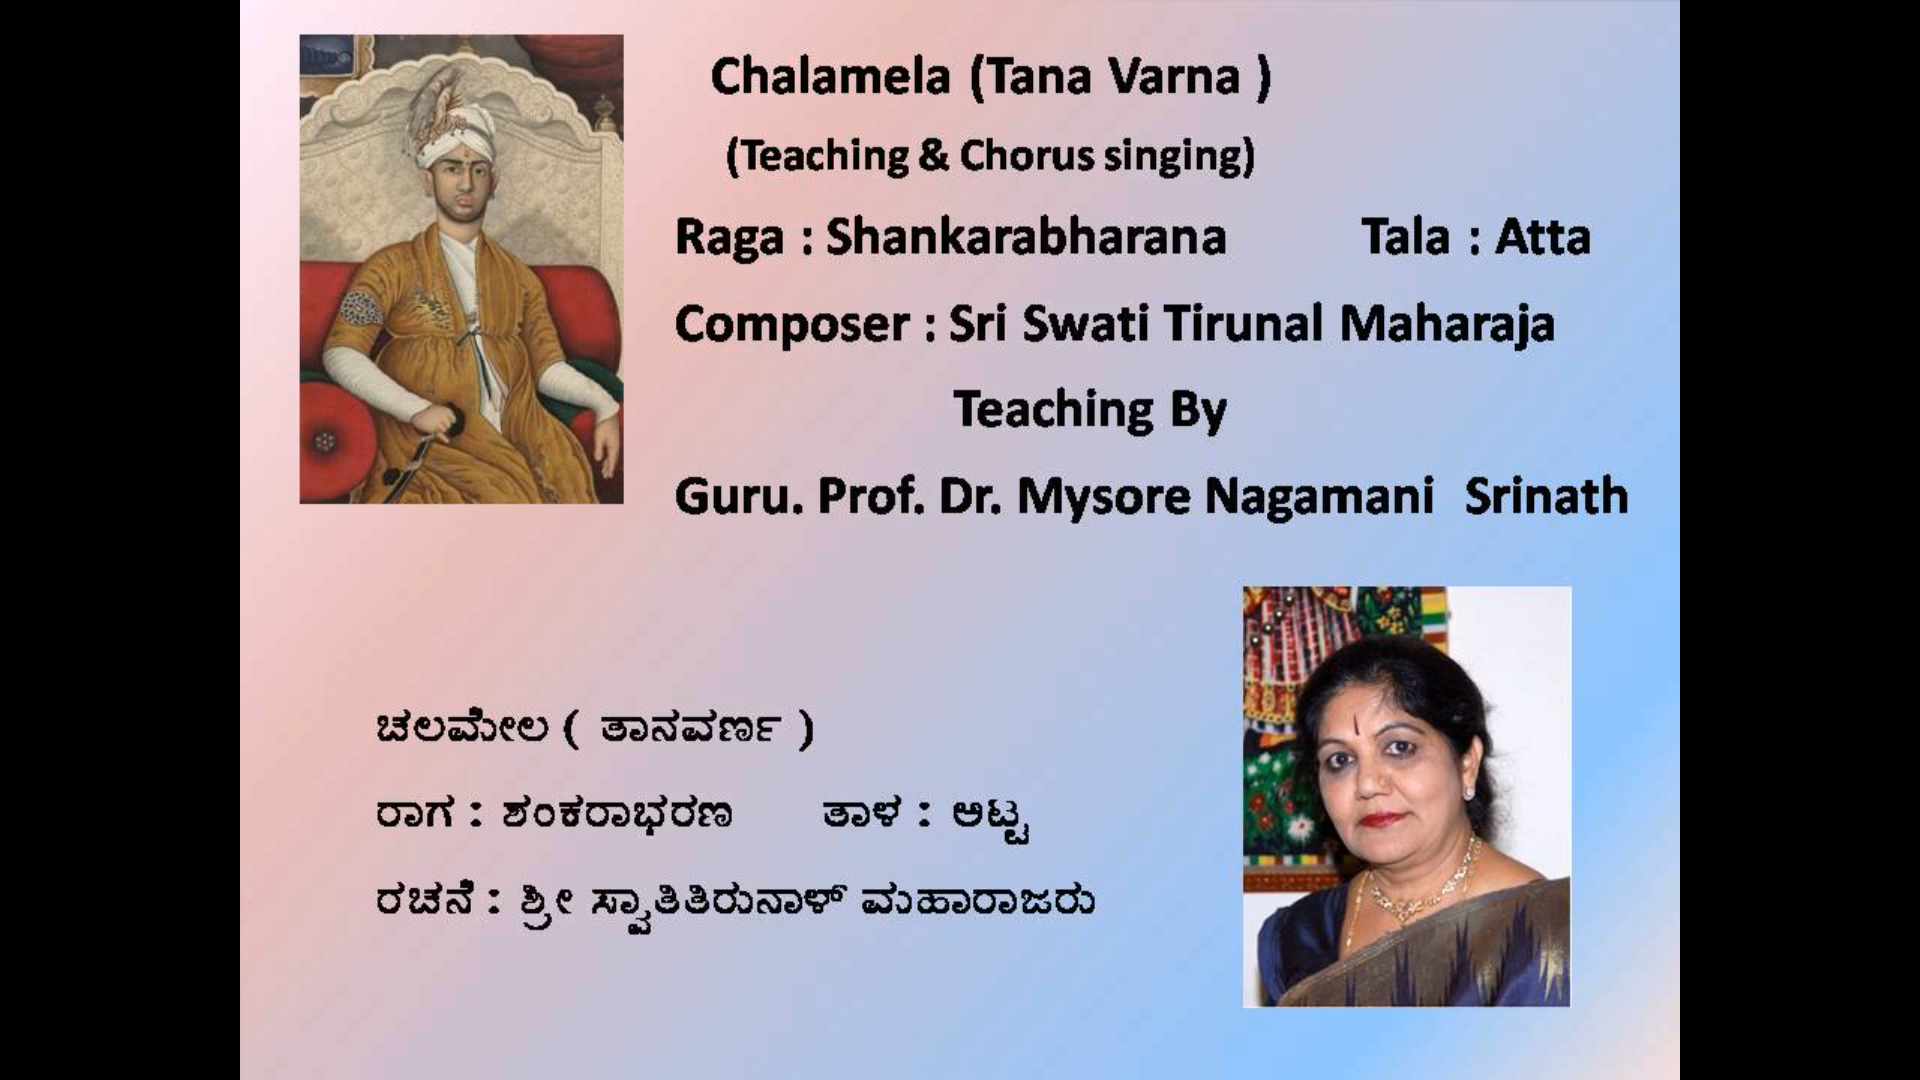 Chalamela (Tana Varna )
(Teaching & Chorus singing)
Raga : Shankarabharana Tala : Atta
Composer : Sri Swati Tirunal Maharaja
Teaching By
Guru. Prof. Dr. Mysore Nagamani Srinath
ಚಲಮೇಲ ( ತಾನವರ್ಣ )
ರಾಗ : ಶಂಕರಾಭರಣ ತಾಳ : ಅಟ್ಟ
ರಚನೆ : ಶ್ರೀ ಸ್ವಾತಿತಿರುನಾಳ್ ಮಹಾರಾಜರು